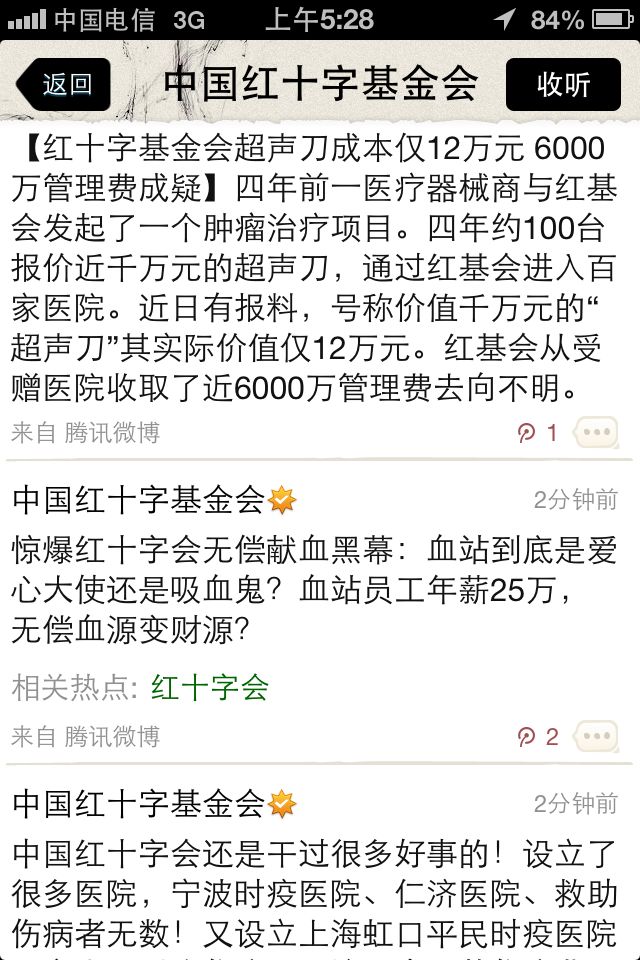 中国电信 3G 上午5:28 84%
返回 中国红十字基金会 收听
【红十字基金会超声刀成本仅12万元 6000
万管理费成疑】四年前一医疗器械商与红基
会发起了一个肿瘤治疗项目。四年约100台
报价近千万元的超声刀，通过红基会进入百
家医院。近日有报料，号称价值千万元的“
超声刀”其实际价值仅12万元。红基会从受
赠医院收取了近6000万管理费去向不明。
来自 腾讯微博 1
中国红十字基金会 2分钟前
惊爆红十字会无偿献血黑幕：血站到底是爱
心大使还是吸血鬼？血站员工年薪25万，
无偿血源变财源？
相关热点: 红十字会
来自 腾讯微博 2
中国红十字基金会 2分钟前
中国红十字会还是干过很多好事的！设立了
很多医院，宁波时疫医院、仁济医院、救助
伤病者无数！又设立上海虹口平民时疫医院